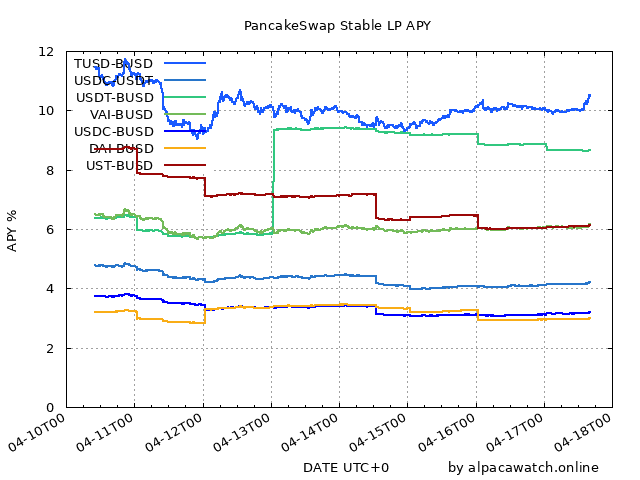 PancakeSwap Stable LP APY
12
10
8
6
4
2
0
APY %
TUSD-BUSD
USDC-USDT
USDT-BUSD
VAI-BUSD
USDC-BUSD
DAI-BUSD
UST-BUSD
04-10T00
04-11T00
04-12T00
04-13T00
04-14T00
04-15T00
04-16T00
04-17T00
04-18T00
DATE UTC+0
by alpacawatch.online